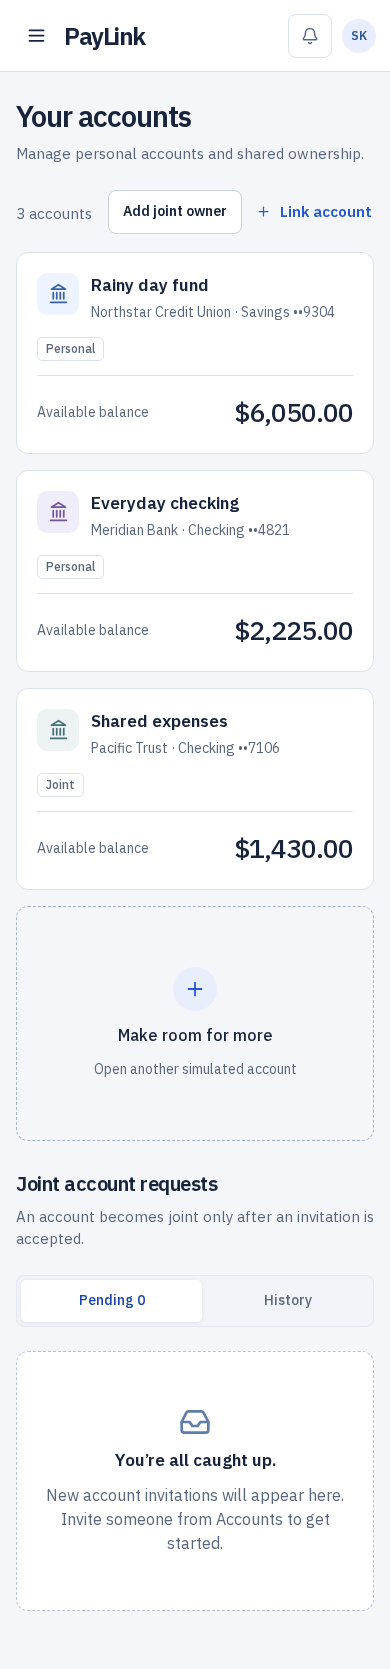 PayLink
SK
Your accounts
Manage personal accounts and shared ownership.
3 accounts
Add joint owner
+ Link account
Rainy day fund
Northstar Credit Union · Savings ••9304
Personal
Available balance
$6,050.00
Everyday checking
Meridian Bank · Checking ••4821
Personal
Available balance
$2,225.00
Shared expenses
Pacific Trust · Checking ••7106
Joint
Available balance
$1,430.00
Make room for more
Open another simulated account
Joint account requests
An account becomes joint only after an invitation is
accepted.
Pending 0
History
You’re all caught up.
New account invitations will appear here.
Invite someone from Accounts to get
started.